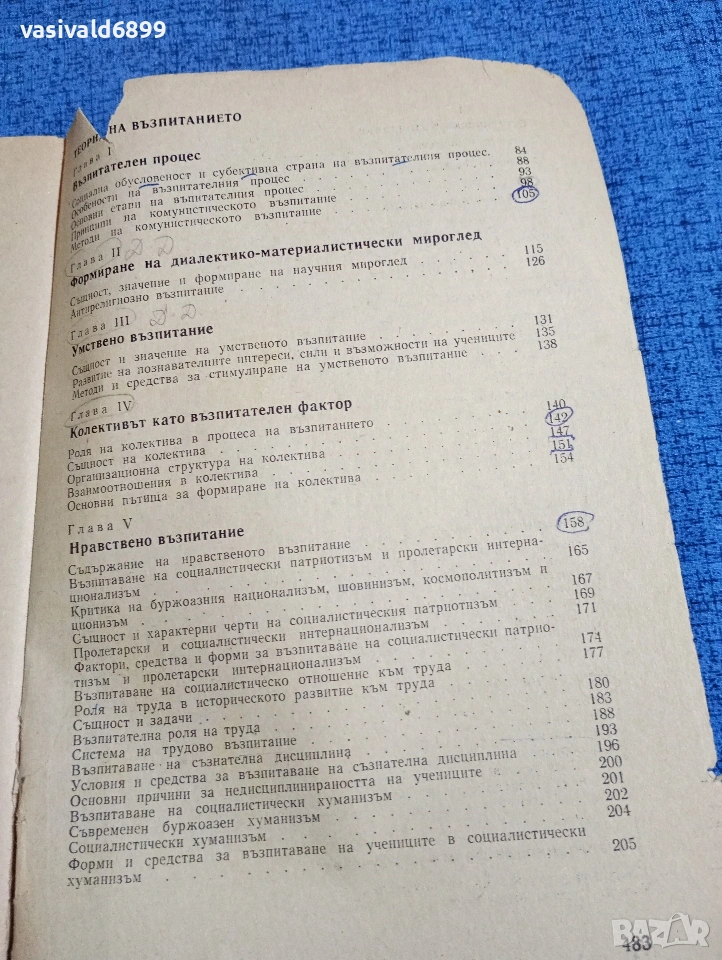 vasivald6899
ТЕОРИЯ НА ВЪЗПИТАНИЕТО
Глава I
Възпитателен процес
Социална обусловеност и субективна страна на възпитателния процес. 84
Особености на възпитателния процес 88
Основни етапи на въпитателния процес 93
Принципи на комунистическото възпитание 98
Методи на комунистическото възпитание 105
Глава II
Формиране на диалектико-материалистически мироглед
Същност, значение и формиране на научния мироглед 115
Антирелигиозно възпитание 126
Глава III
Умствено възпитание
Същност и значение на умственото възпитание 131
Развитие на познавателните интереси, сили и възможности на учениците 135
Методи и средства за стимулиране на умственото възпитание 138
Глава IV
Колективът като възпитателен фактор
Роля на колектива в процеса на възпитанието 140
Същност на колектива 142
Организационна структура на колектива 147
Взаимоотношения в колектива 151
Основни пътища за формиране на колектива 154
Глава V
Нравствено възпитание
Съдържание на нравственото възпитание 158
Възпитаване на социалистически патриотизъм и пролетарски интерна-
ционализъм 165
Критика на буржоазния национализъм, шовинизъм, космополитизъм и
ционизъм 167
Същност и характерни черти на социалистическия патриотизъм 169
Пролетарски и социалистически интернационализъм 171
Фактори, средства и форми за възпитаване на социалистически патрио-
тизъм и пролетарски интернационализъм 174
Възпитаване на социалистическо отношение към труда 177
Роля на труда в историческото развитие към труда 180
Същност и задачи 183
Възпитателна роля на труда 188
Система на трудово възпитание 193
Възпитаване на съзнателна дисциплина 196
Условия и средства за възпитаване на съзнателна дисциплина 200
Основни причини за недисциплинираността на учениците 201
Възпитаване на социалистически хуманизъм 202
Съвременен буржоазен хуманизъм 204
Социалистически хуманизъм
Форми и средства за възпитаване на учениците в социалистически
хуманизъм 205
483
BAZAR